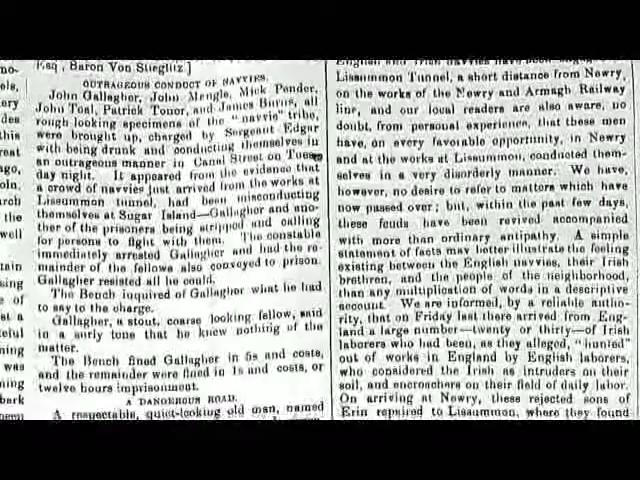 Esq, Baron Von Stieglitz]
OUTRAGEOUS CONDUCT OF NAVVIES.
John Gallagher, John Mengle, Mick Pender,
John Toal, Patrick Touor, and James Burns, all
rough looking specimens of the "navvie" tribe,
were brought up, charged by Sergeant Edgar
with being drunk and conducting themselves in
an outrageous manner in Canal Street on Tues
day night. It appeared from the evidence that
a crowd of navvies just arrived from the works at
Lissummon tunnel, had been misconducting
themselves at Sugar Island—Gallagher and ano-
ther of the prisoners being stripped and calling
for persons to fight with them. The constable
immediately arrested Gallagher and had the re-
mainder of the fellows also conveyed to prison.
Gallagher resisted all he could.
The Bench inquired of Gallagher what he had
to say to the charge.
Gallagher, a stout, coarse looking fellow, said
in a surly tone that he knew nothing of the
matter.
The Bench fined Gallagher in 5s and costs,
and the remainder were fined in 1s and costs, or
twelve hours imprisonment.
A DANGEROUS ROAD.
A respectable, quiet-looking old man, named
English and Irish navvies have been
Lissummon Tunnel, a short distance from Newry,
on the works of the Newry and Armagh Railway
line, and our local readers are also aware, no
doubt, from personal experience, that these men
have, on every favourable opportunity, in Newry
and at the works at Lissummon, conducted them-
selves in a very disorderly manner. We have,
however, no desire to refer to matters which have
now passed over; but, within the past few days,
these feuds have been revived accompanied
with more than ordinary antipathy. A simple
statement of facts may better illustrate the feeling
existing between the English navvies, their Irish
brethren, and the people of the neighborhood,
than any multiplication of words in a descriptive
account. We are informed, by a reliable autho-
rity, that on Friday last there arrived from Eng-
land a large number—twenty or thirty—of Irish
laborers who had been, as they alleged, "hunted"
out of works in England by English laborers,
who considered the Irish as intruders on their
soil, and encroachers on their field of daily labor.
On arriving at Newry, these rejected sons of
Erin repaired to Lissummon, where they found